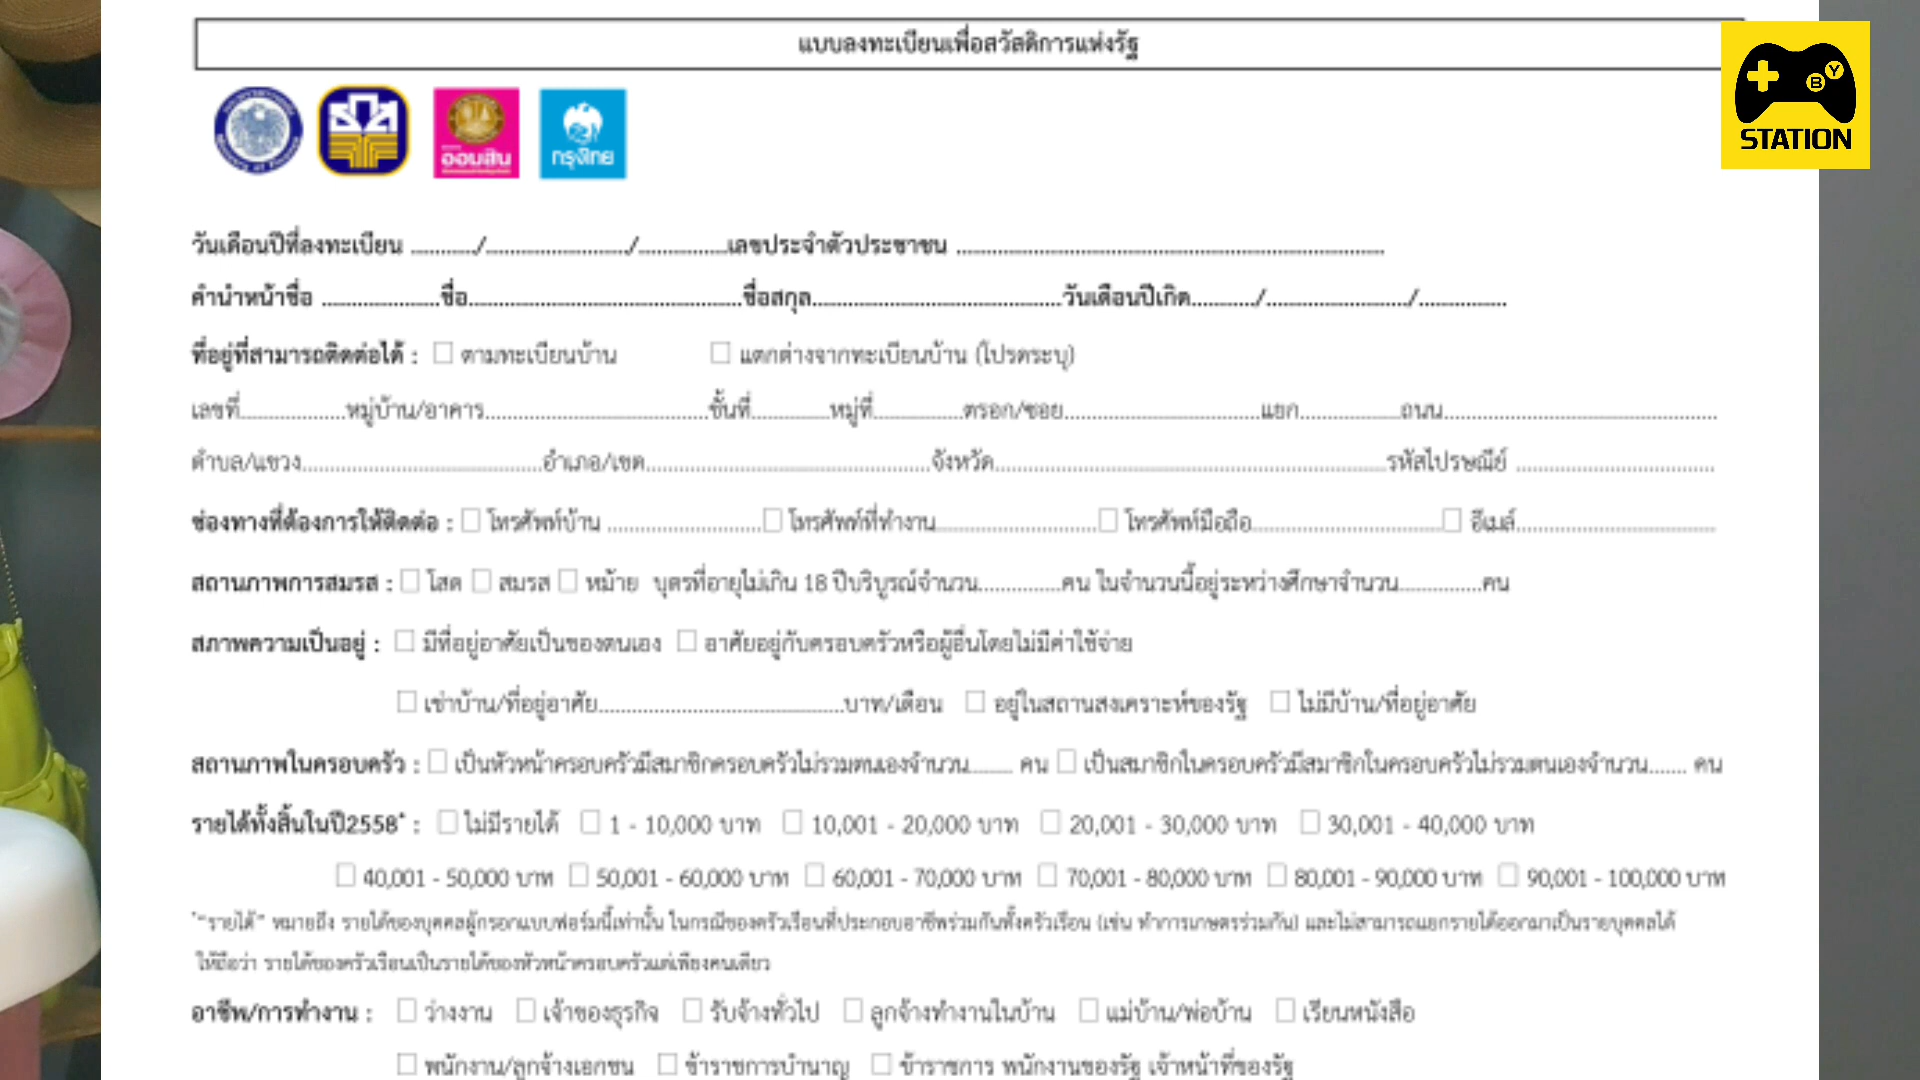 แบบลงทะเบียนเพื่อสวัสดิการแห่งรัฐ
B Y
STATION
ธกส
ออมสิน
กรุงไทย
วันเดือนปีที่ลงทะเบียน .........../......................../...............เลขประจำตัวประชาชน ..........................................................................
คำนำหน้าชื่อ ....................ชื่อ...............................................ชื่อสกุล...........................................วันเดือนปีเกิด.........../......................../...............
ที่อยู่ที่สามารถติดต่อได้ : ☐ ตามทะเบียนบ้าน ☐ แตกต่างจากทะเบียนบ้าน (โปรดระบุ)
เลขที่..................หมู่บ้าน/อาคาร.......................................ชั้นที่..............หมู่ที่................ตรอก/ซอย..................................แยก..................ถนน...............................................
ตำบล/แขวง..........................................อำเภอ/เขต.................................................จังหวัด....................................................................รหัสไปรษณีย์ ...................................
ช่องทางที่ต้องการให้ติดต่อ : ☐ โทรศัพท์บ้าน ...........................☐ โทรศัพท์ที่ทำงาน............................☐ โทรศัพท์มือถือ.................................☐ อีเมล์...................................
สถานภาพการสมรส : ☐ โสด ☐ สมรส ☐ หม้าย บุตรที่อายุไม่เกิน 18 ปีบริบูรณ์จำนวน..............คน ในจำนวนนี้อยู่ระหว่างศึกษาจำนวน..............คน
สภาพความเป็นอยู่ : ☐ มีที่อยู่อาศัยเป็นของตนเอง ☐ อาศัยอยู่กับครอบครัวหรือผู้อื่นโดยไม่มีค่าใช้จ่าย
☐ เช่าบ้าน/ที่อยู่อาศัย...........................................บาท/เดือน ☐ อยู่ในสถานสงเคราะห์ของรัฐ ☐ ไม่มีบ้าน/ที่อยู่อาศัย
สถานภาพในครอบครัว : ☐ เป็นหัวหน้าครอบครัวมีสมาชิกครอบครัวไม่รวมตนเองจำนวน........ คน ☐ เป็นสมาชิกในครอบครัวมีสมาชิกในครอบครัวไม่รวมตนเองจำนวน....... คน
รายได้ทั้งสิ้นในปี2558* : ☐ ไม่มีรายได้ ☐ 1 - 10,000 บาท ☐ 10,001 - 20,000 บาท ☐ 20,001 - 30,000 บาท ☐ 30,001 - 40,000 บาท
☐ 40,001 - 50,000 บาท ☐ 50,001 - 60,000 บาท ☐ 60,001 - 70,000 บาท ☐ 70,001 - 80,000 บาท ☐ 80,001 - 90,000 บาท ☐ 90,001 - 100,000 บาท
*"รายได้" หมายถึง รายได้ของบุคคลผู้กรอกแบบฟอร์มนี้เท่านั้น ในกรณีของครัวเรือนที่ประกอบอาชีพร่วมกันทั้งครัวเรือน (เช่น ทำการเกษตรร่วมกัน) และไม่สามารถแยกรายได้ออกมาเป็นรายบุคคลได้
ให้ถือว่า รายได้ของครัวเรือนเป็นรายได้ของหัวหน้าครอบครัวแต่เพียงคนเดียว
อาชีพ/การทำงาน : ☐ ว่างงาน ☐ เจ้าของธุรกิจ ☐ รับจ้างทั่วไป ☐ ลูกจ้างทำงานในบ้าน ☐ แม่บ้าน/พ่อบ้าน ☐ เรียนหนังสือ
☐ พนักงาน/ลูกจ้างเอกชน ☐ ข้าราชการบำนาญ ☐ ข้าราชการ พนักงานของรัฐ เจ้าหน้าที่ของรัฐ